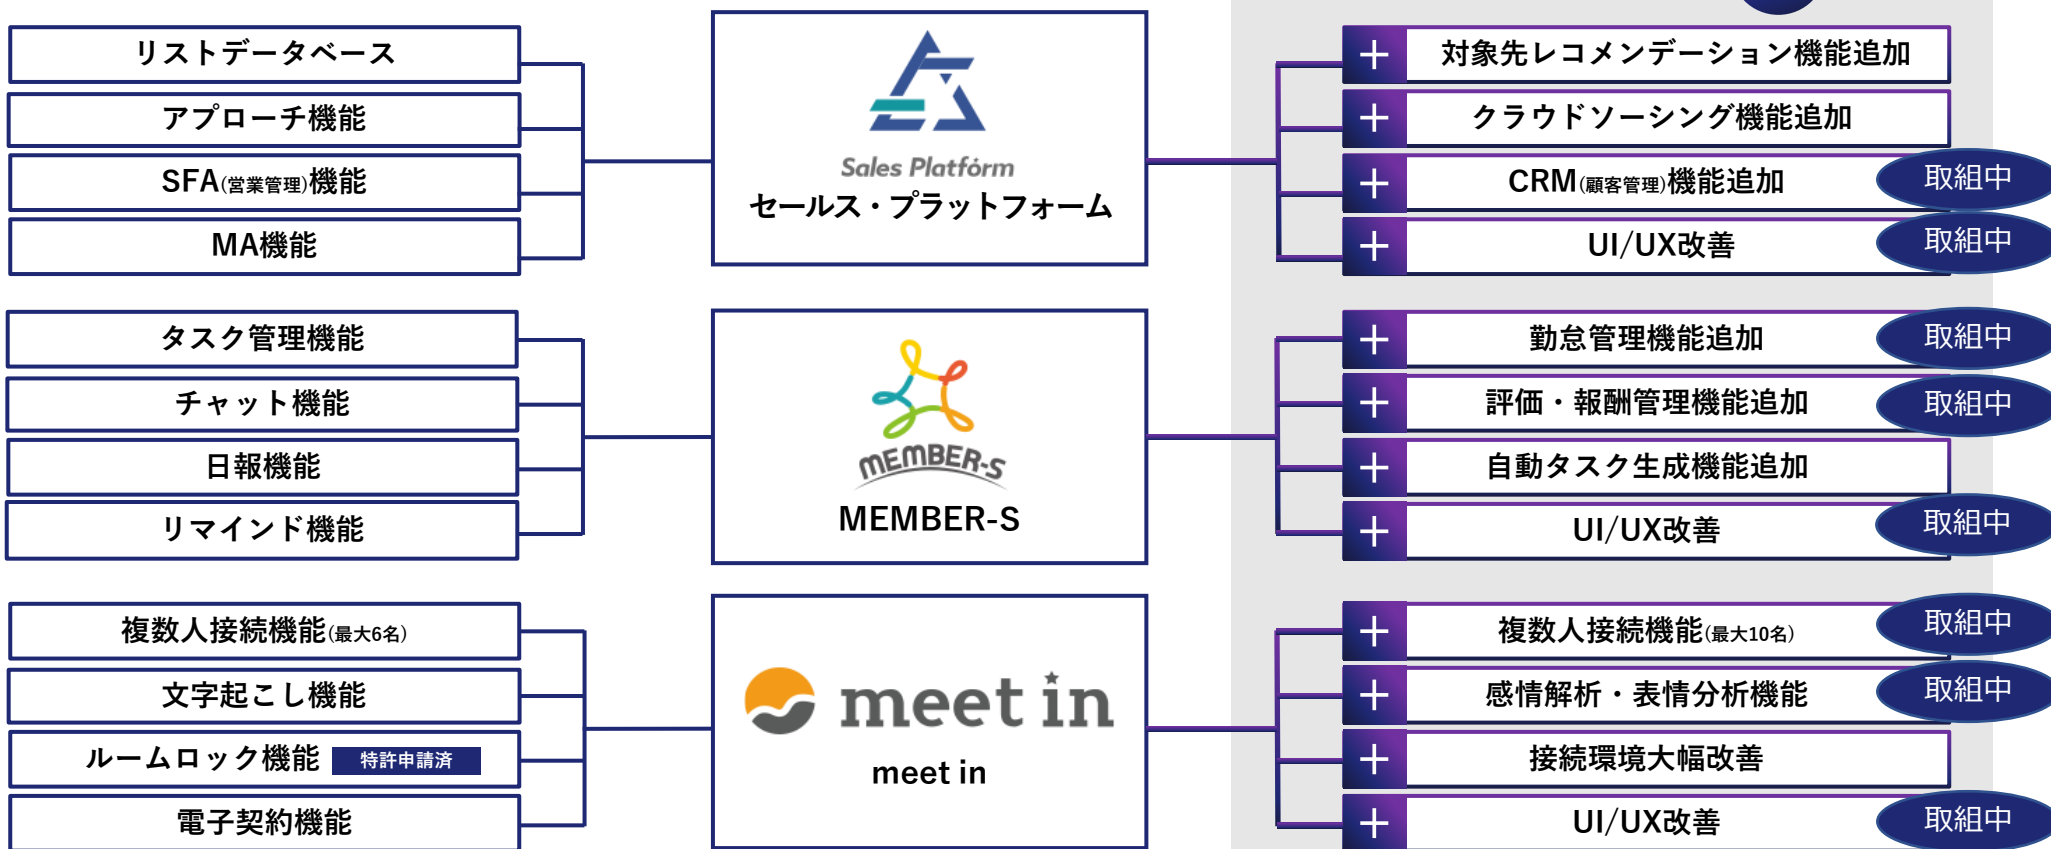 リストデータベース
アプローチ機能
SFA(営業管理)機能
MA機能
Sales Platform
セールス・プラットフォーム
+ 対象先レコメンデーション機能追加
+ クラウドソーシング機能追加
+ CRM(顧客管理)機能追加 取組中
+ UI/UX改善 取組中
タスク管理機能
チャット機能
日報機能
リマインド機能
MEMBER-S
MEMBER-S
+ 勤怠管理機能追加 取組中
+ 評価・報酬管理機能追加 取組中
+ 自動タスク生成機能追加
+ UI/UX改善 取組中
複数人接続機能(最大6名)
文字起こし機能
ルームロック機能 特許申請済
電子契約機能
meet in
meet in
+ 複数人接続機能(最大10名) 取組中
+ 感情解析・表情分析機能 取組中
+ 接続環境大幅改善
+ UI/UX改善 取組中